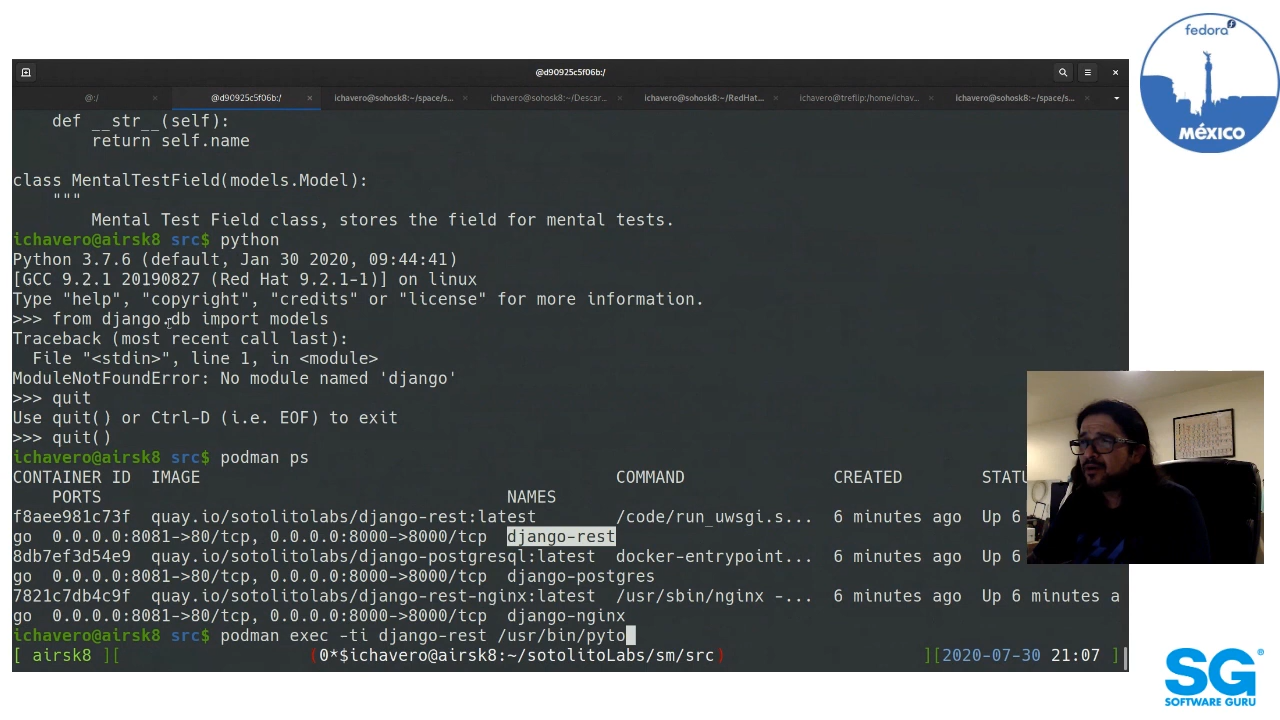 fedora
MÉXICO
@d90925c5f06b:/
@:/
@d90925c5f06b:/
ichavero@sohosk8:~/space/s...
ichavero@sohosk8:~/Descar...
ichavero@sohosk8:~/RedHat...
ichavero@treflip:/home/ichav...
ichavero@sohosk8:~/space/s...
def __str__(self):
return self.name
class MentalTestField(models.Model):
"""
Mental Test Field class, stores the field for mental tests.
ichavero@airsk8 src$ python
Python 3.7.6 (default, Jan 30 2020, 09:44:41)
[GCC 9.2.1 20190827 (Red Hat 9.2.1-1)] on linux
Type "help", "copyright", "credits" or "license" for more information.
>>> from django.db import models
Traceback (most recent call last):
File "<stdin>", line 1, in <module>
ModuleNotFoundError: No module named 'django'
>>> quit
Use quit() or Ctrl-D (i.e. EOF) to exit
>>> quit()
ichavero@airsk8 src$ podman ps
CONTAINER ID IMAGE COMMAND CREATED STATU
PORTS NAMES
f8aee981c73f quay.io/sotolitolabs/django-rest:latest /code/run_uwsgi.s... 6 minutes ago Up 6
go 0.0.0.0:8081->80/tcp, 0.0.0.0:8000->8000/tcp django-rest
8db7ef3d54e9 quay.io/sotolitolabs/django-postgresql:latest docker-entrypoint... 6 minutes ago Up 6
go 0.0.0.0:8081->80/tcp, 0.0.0.0:8000->8000/tcp django-postgres
7821c7db4c9f quay.io/sotolitolabs/django-rest-nginx:latest /usr/sbin/nginx -... 6 minutes ago Up 6 minutes a
go 0.0.0.0:8081->80/tcp, 0.0.0.0:8000->8000/tcp django-nginx
ichavero@airsk8 src$ podman exec -ti django-rest /usr/bin/pyto
[ airsk8 ][ (0*$ichavero@airsk8:~/sotolitoLabs/sm/src) ][2020-07-30 21:07 ]
SG®
SOFTWARE GURU